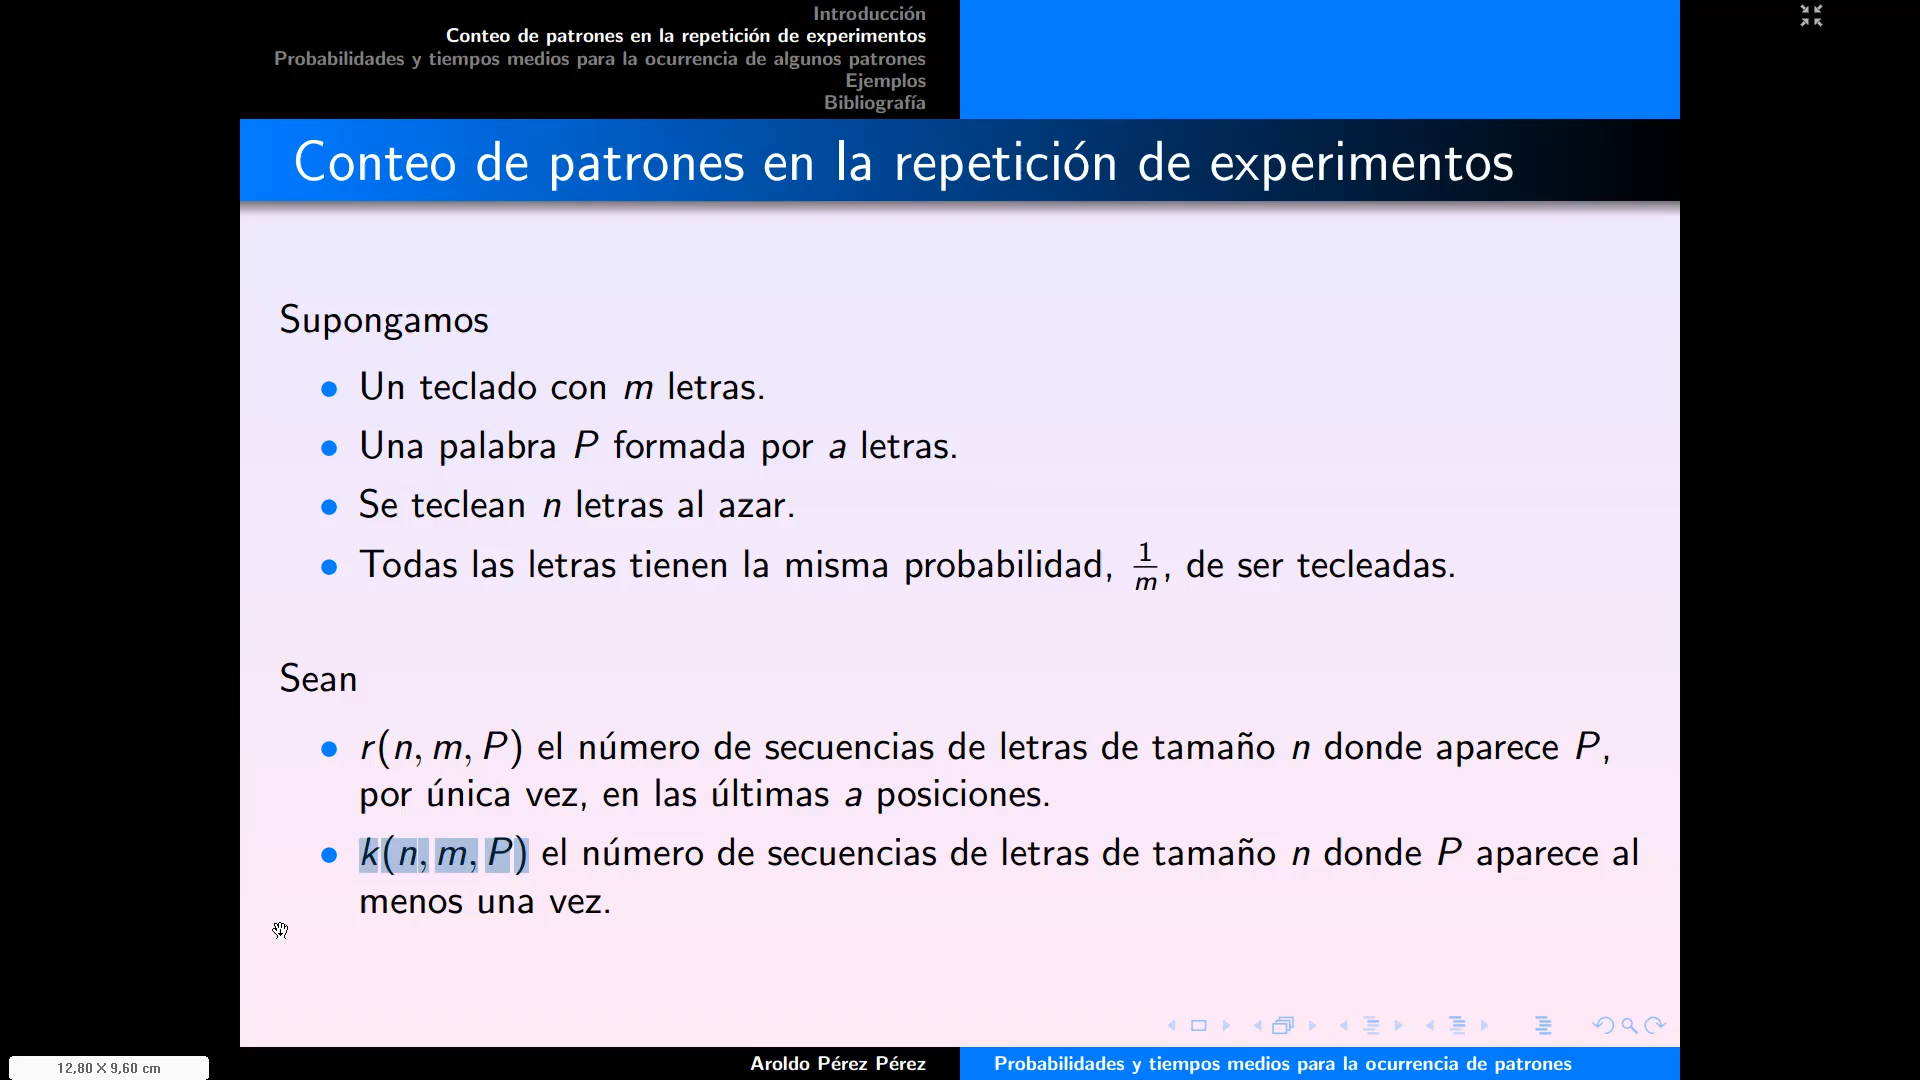 Introducción
Conteo de patrones en la repetición de experimentos
Probabilidades y tiempos medios para la ocurrencia de algunos patrones
Ejemplos
Bibliografía
Conteo de patrones en la repetición de experimentos
Supongamos
• Un teclado con m letras.
• Una palabra P formada por a letras.
• Se teclean n letras al azar.
• Todas las letras tienen la misma probabilidad, 1/m, de ser tecleadas.
Sean
• r(n, m, P) el número de secuencias de letras de tamaño n donde aparece P,
por única vez, en las últimas a posiciones.
• k(n, m, P) el número de secuencias de letras de tamaño n donde P aparece al
menos una vez.
Aroldo Pérez Pérez
Probabilidades y tiempos medios para la ocurrencia de patrones
12,80 X 9,60 cm